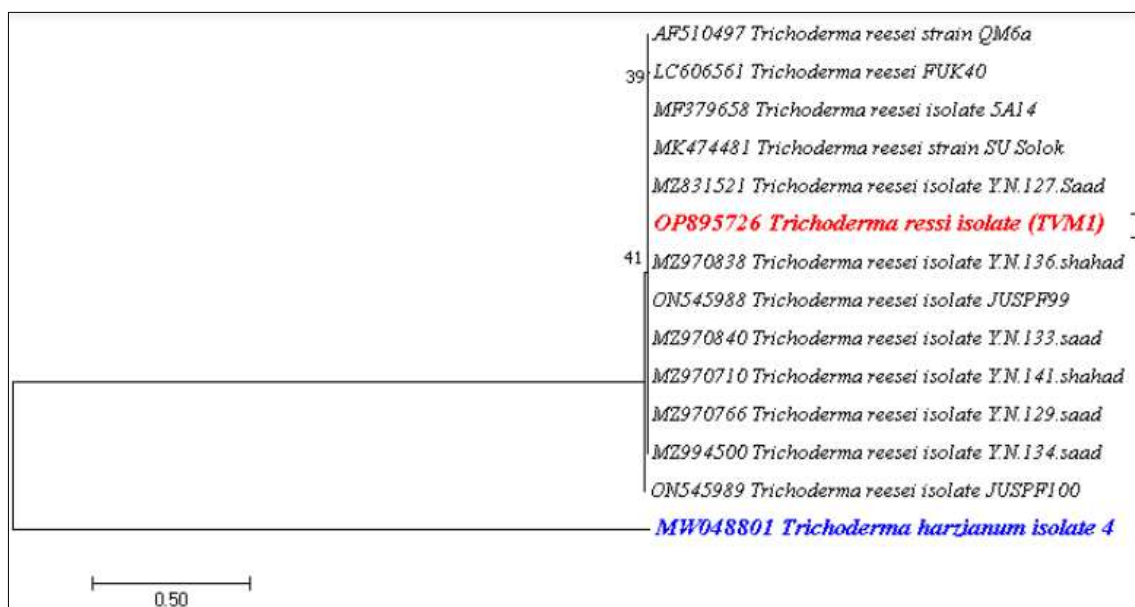 AF510497 Trichoderma reesei strain QM6a
39
LC606561 Trichoderma reesei FUK40
MF379658 Trichoderma reesei isolate 5A14
MK474481 Trichoderma reesei strain SU Solok
MZ831521 Trichoderma reesei isolate Y.N.127.Saad
OP895726 Trichoderma ressi isolate (TVM1)
41
MZ970838 Trichoderma reesei isolate Y.N.136.shahad
ON545988 Trichoderma reesei isolate JUSPF99
MZ970840 Trichoderma reesei isolate Y.N.133.saad
MZ970710 Trichoderma reesei isolate Y.N.141.shahad
MZ970766 Trichoderma reesei isolate Y.N.129.saad
MZ994500 Trichoderma reesei isolate Y.N.134.saad
ON545989 Trichoderma reesei isolate JUSPF100
MW048801 Trichoderma harzianum isolate 4
0.50